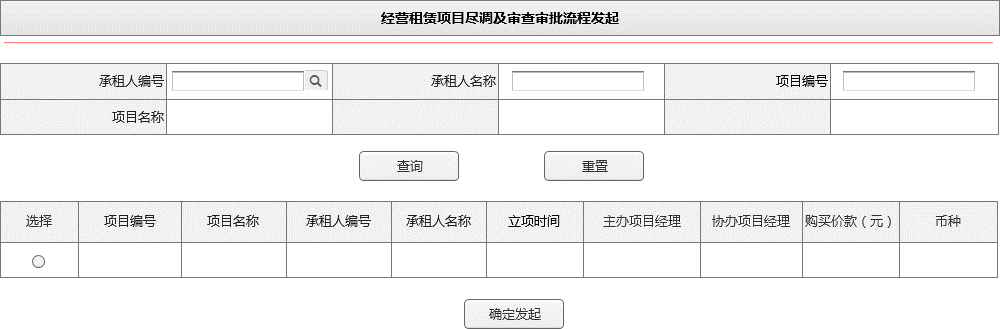 经营租赁项目尽调及审查审批流程发起
承租人编号 承租人名称 项目编号
项目名称
查询 重置
选择 项目编号 项目名称 承租人编号 承租人名称 立项时间 主办项目经理 协办项目经理 购买价款（元） 币种
确定发起